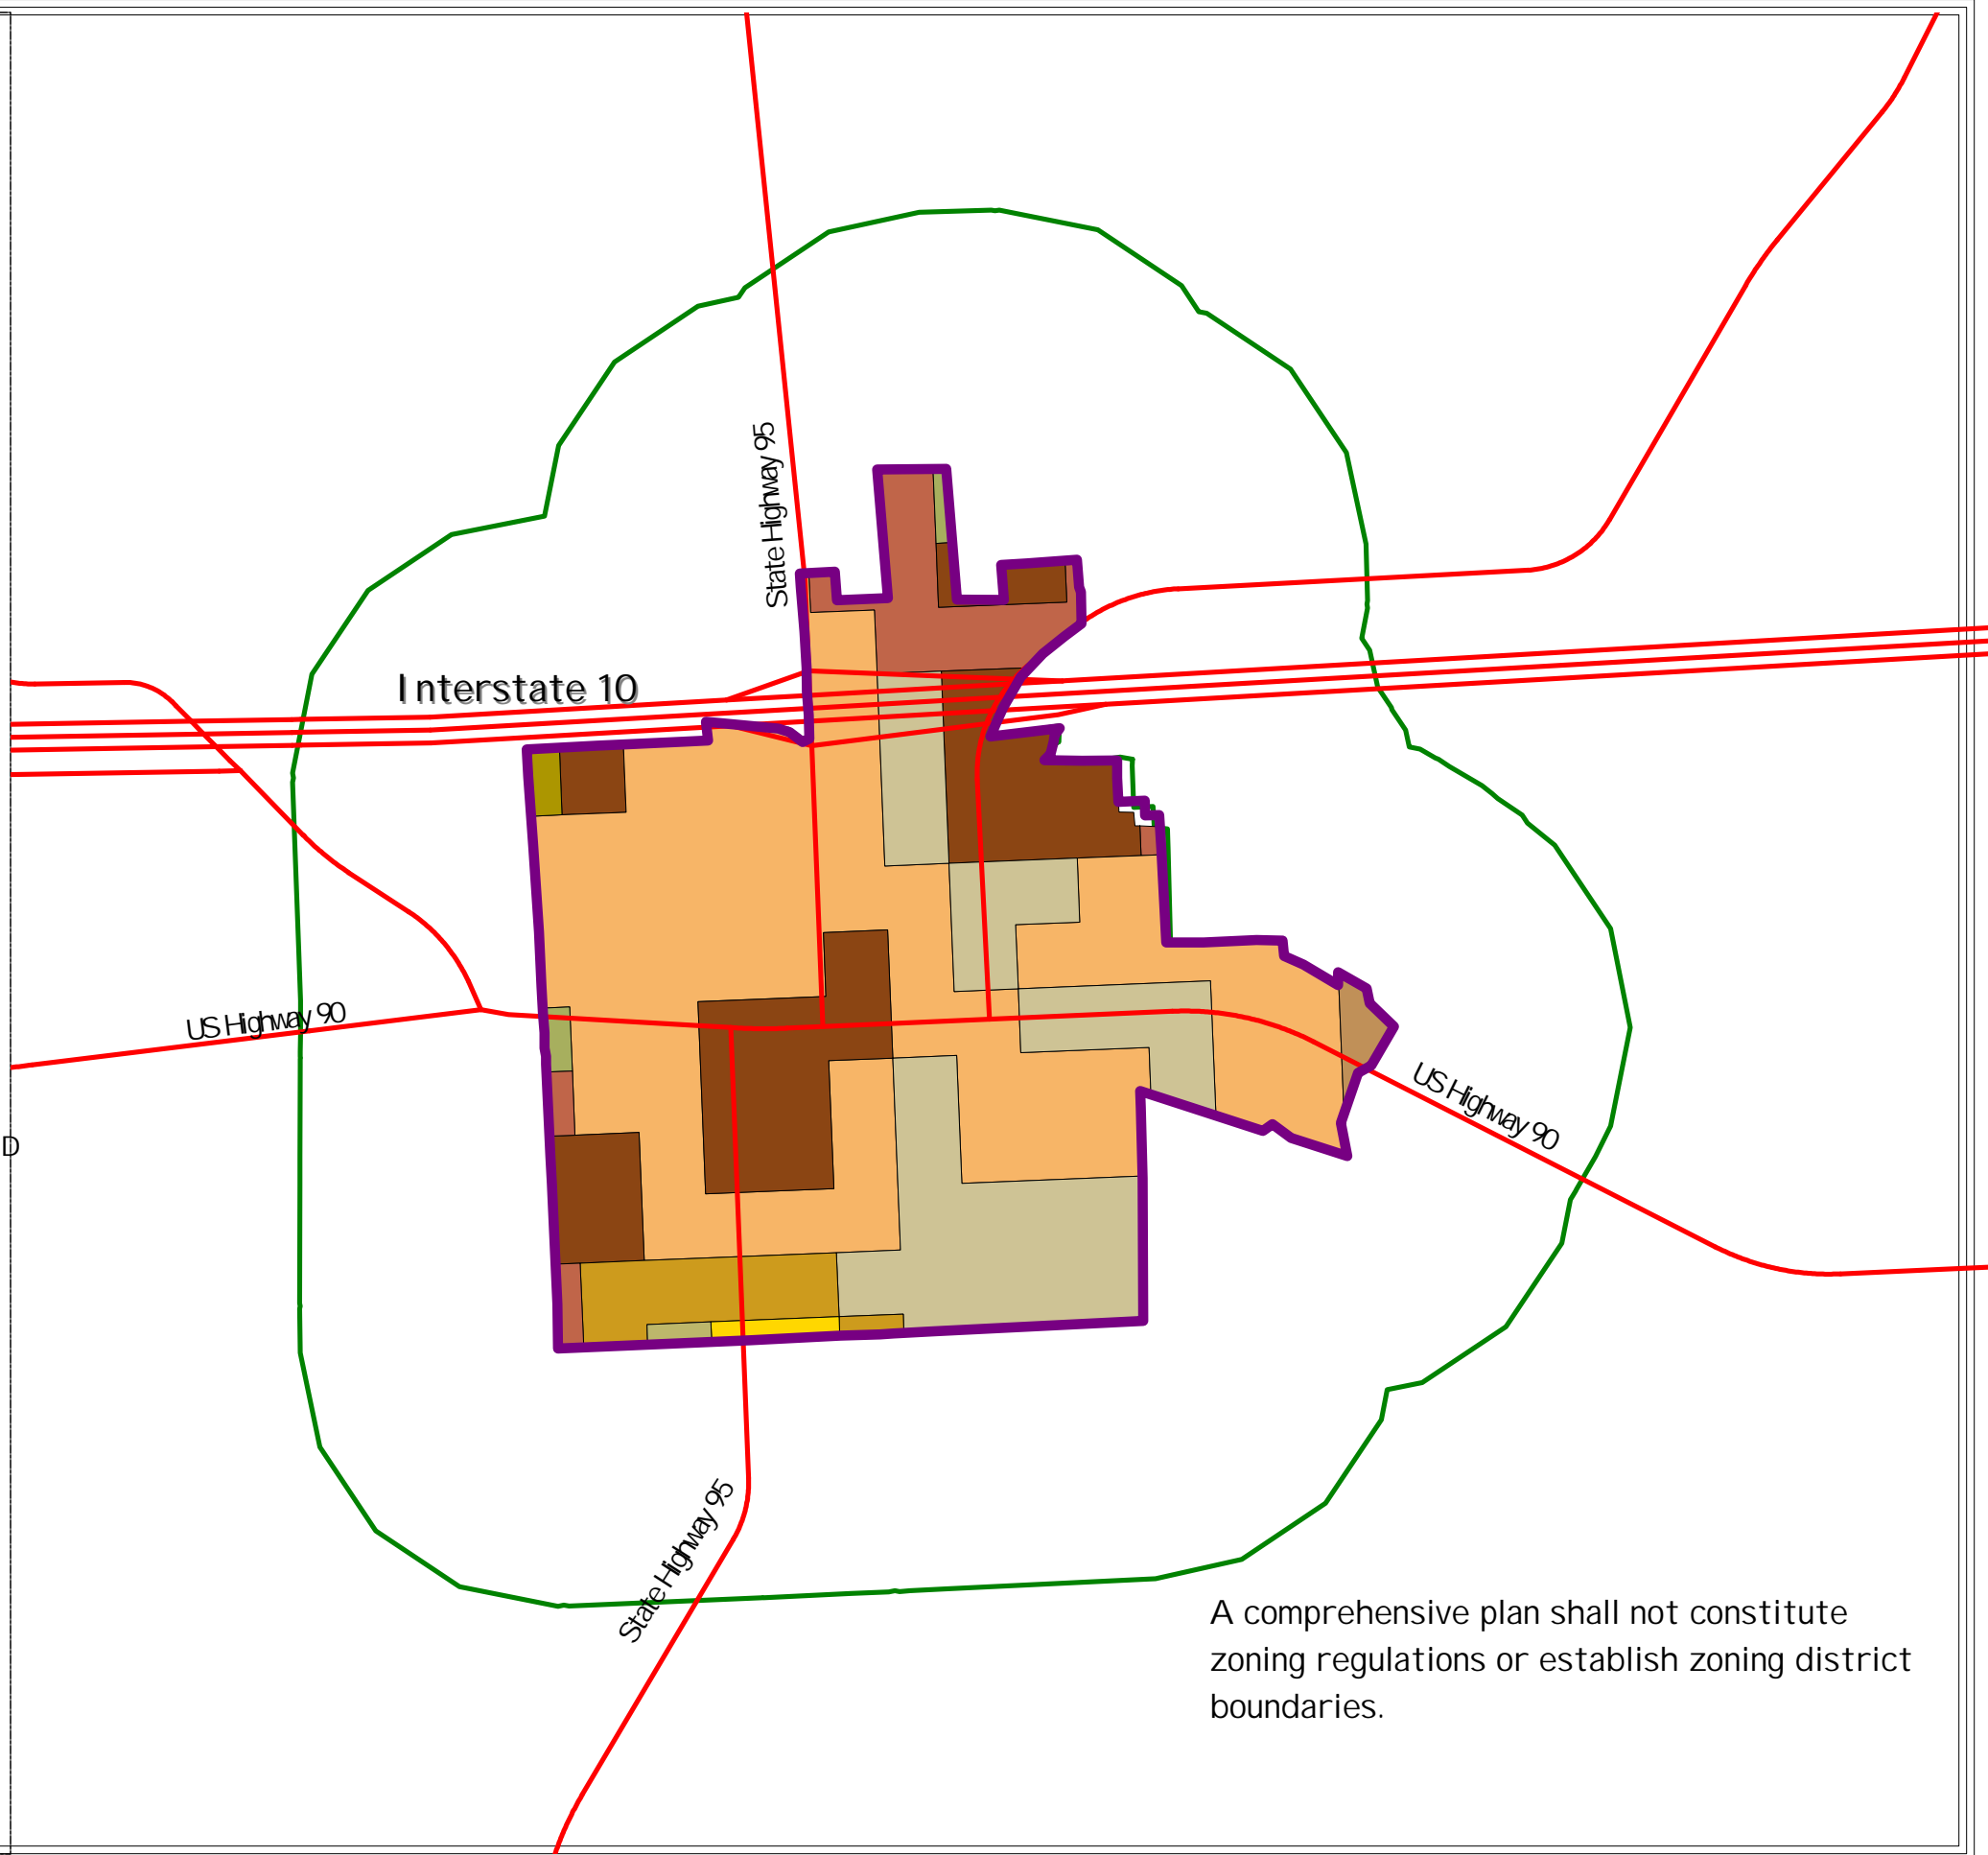 State Highway 95
Interstate 10
US Highway 90
US Highway 90
D
State Highway 95
A comprehensive plan shall not constitute
zoning regulations or establish zoning district
boundaries.